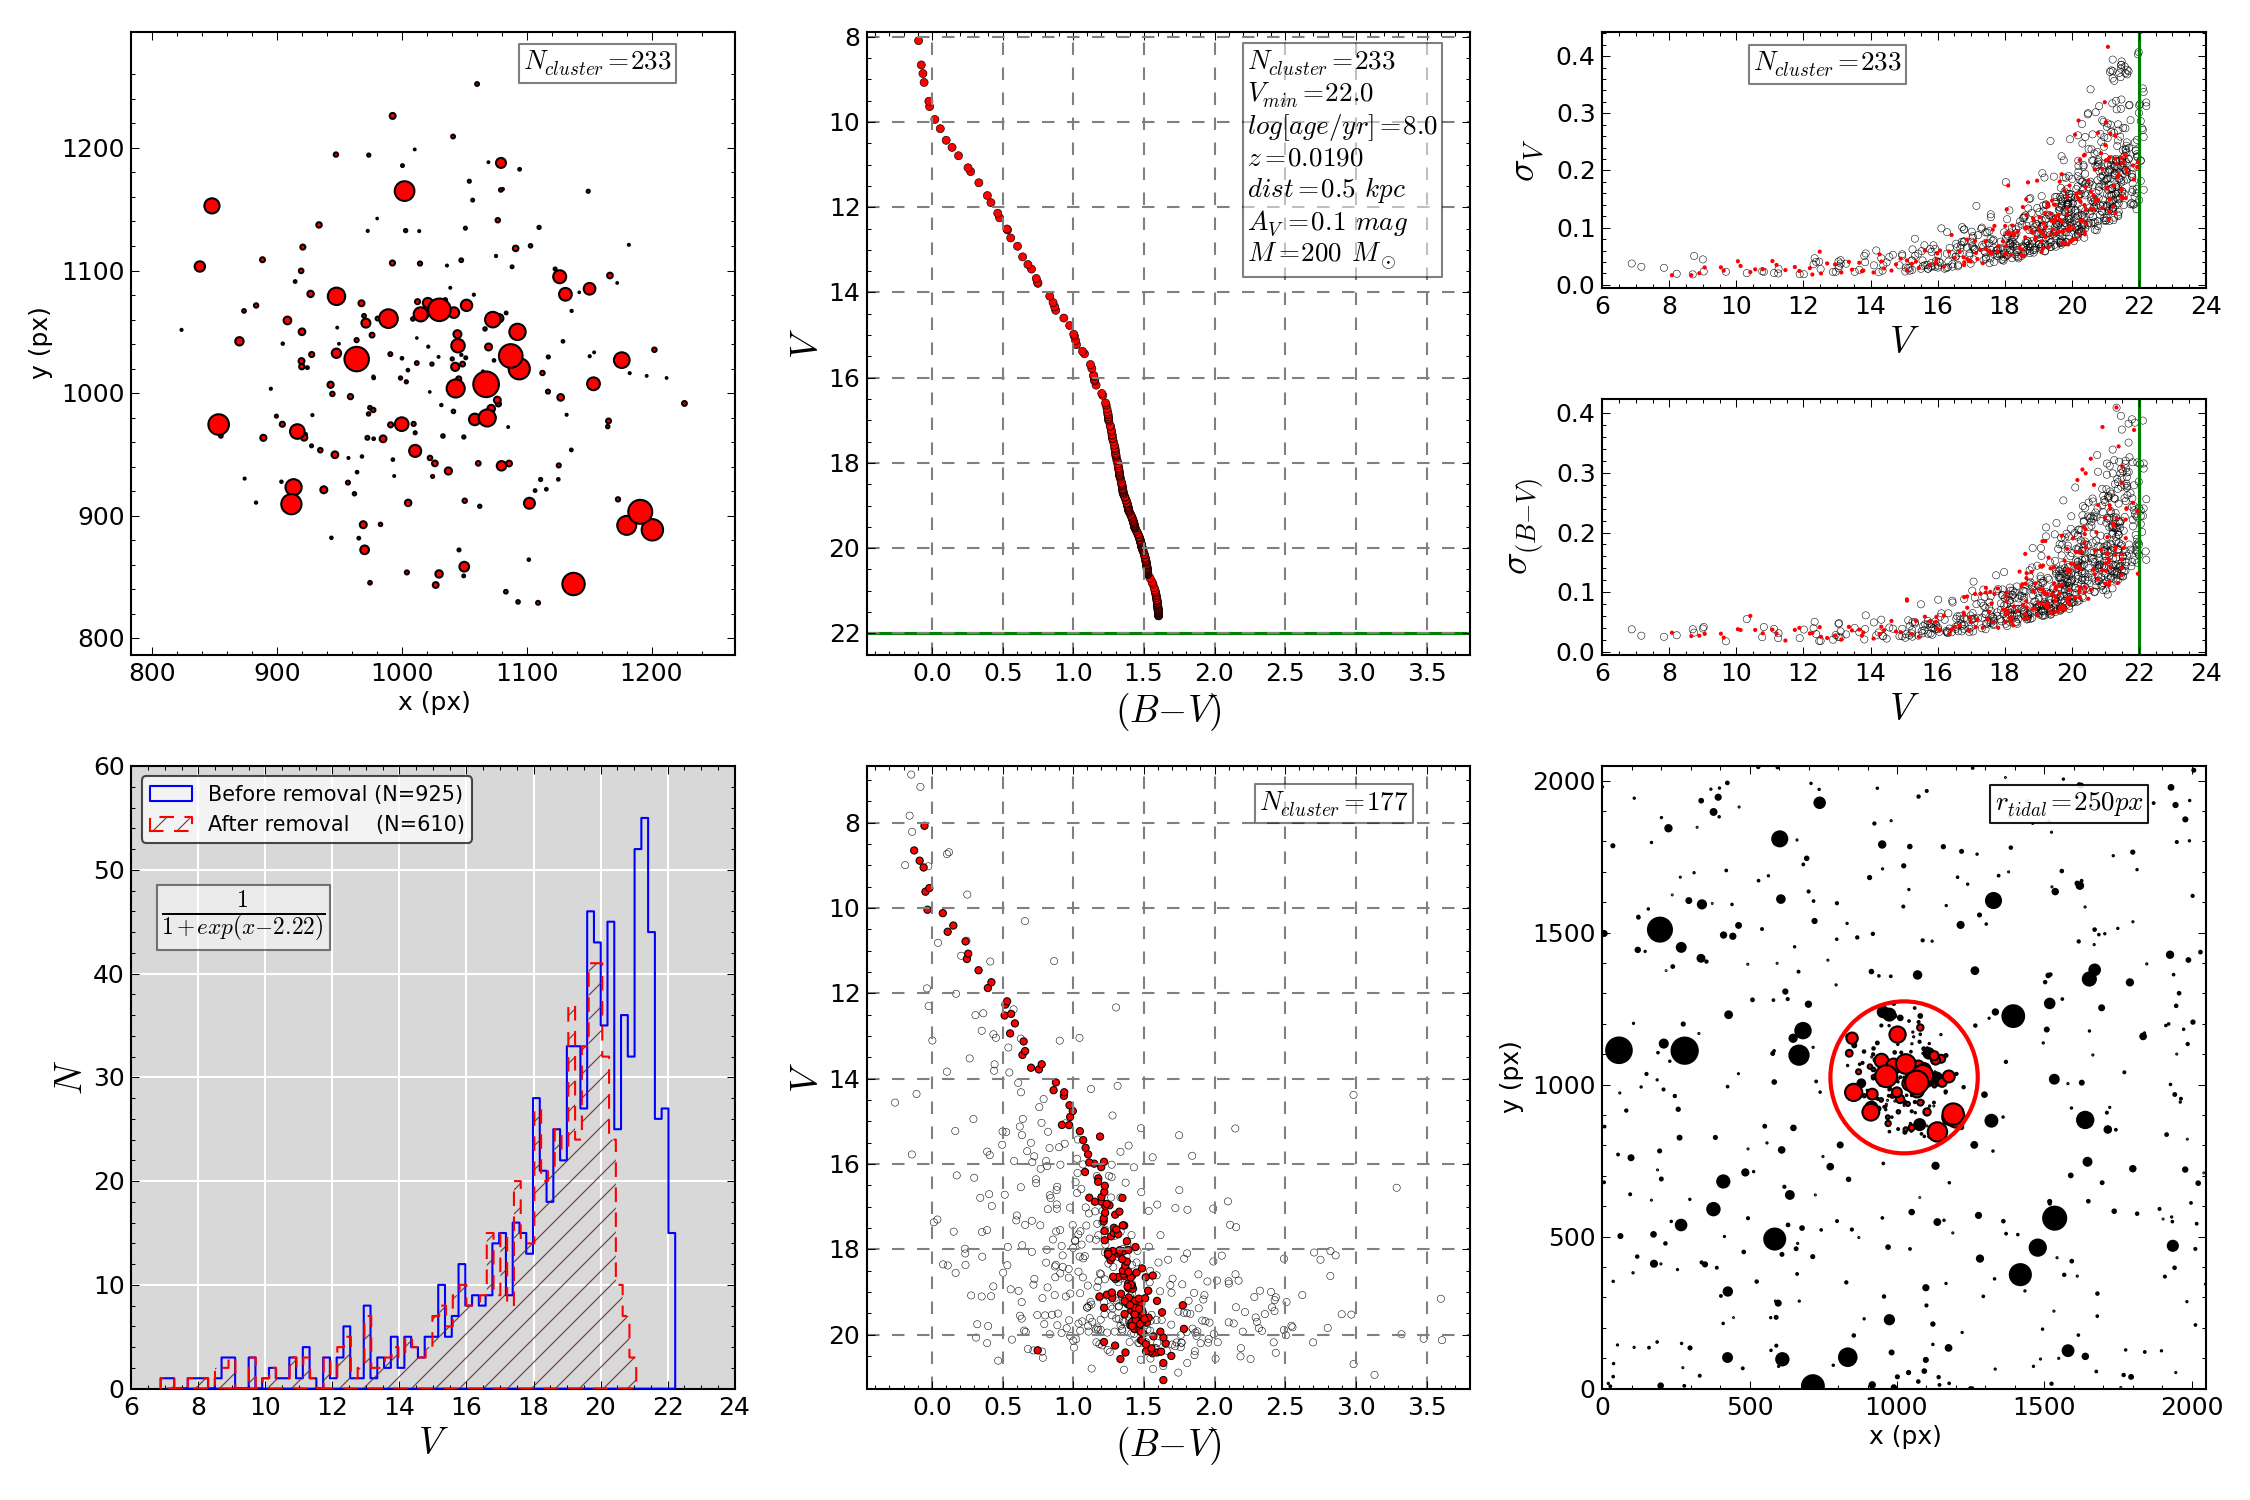 N_cluster=233
1200
1100
1000
900
800
y (px)
800 900 1000 1100 1200
x (px)
N_cluster=233
V_min=22.0
log[age/yr]=8.0
z=0.0190
dist=0.5 kpc
A_V=0.1 mag
M=200 M_⊙
8
10
12
14
16
18
20
22
V
0.0 0.5 1.0 1.5 2.0 2.5 3.0 3.5
(B−V)
N_cluster=233
0.4
0.3
0.2
0.1
0.0
σ_V
6 8 10 12 14 16 18 20 22 24
V
0.4
0.3
0.2
0.1
0.0
σ_(B−V)
6 8 10 12 14 16 18 20 22 24
V
Before removal (N=925)
After removal (N=610)
1
1+exp(x−2.22)
60
50
40
30
20
10
0
N
6 8 10 12 14 16 18 20 22 24
V
N_cluster=177
8
10
12
14
16
18
20
V
0.0 0.5 1.0 1.5 2.0 2.5 3.0 3.5
(B−V)
r_tidal=250px
2000
1500
1000
500
0
y (px)
0 500 1000 1500 2000
x (px)